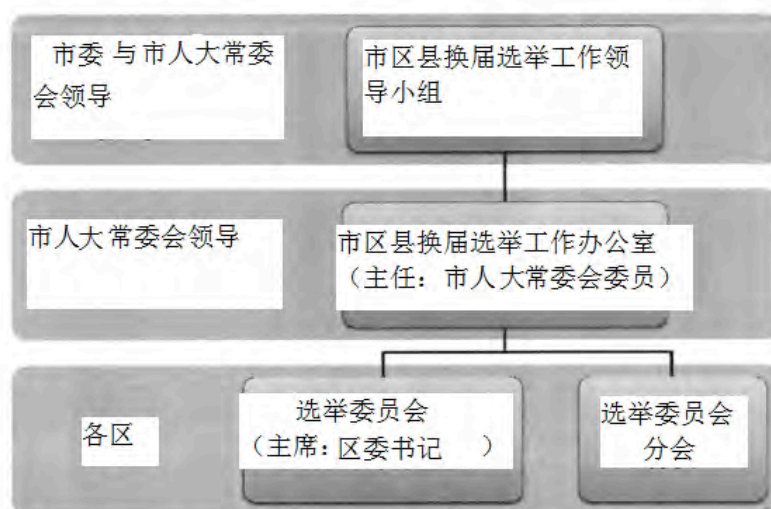 市委 与市人大常委
会领导
市区县换届选举工作领
导小组
市人大常委会领导
市区县换届选举工作办公室
（主任：市人大常委会委员）
各区
选举委员会
（主席：区委书记 ）
选举委员会
分会